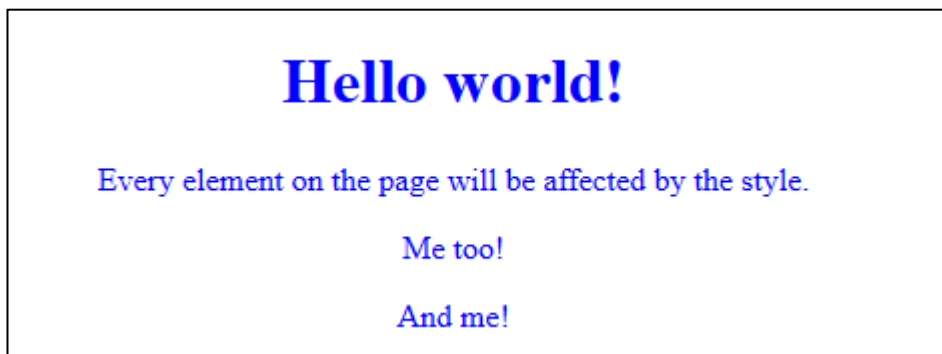 Hello world!
Every element on the page will be affected by the style.
Me too!
And me!